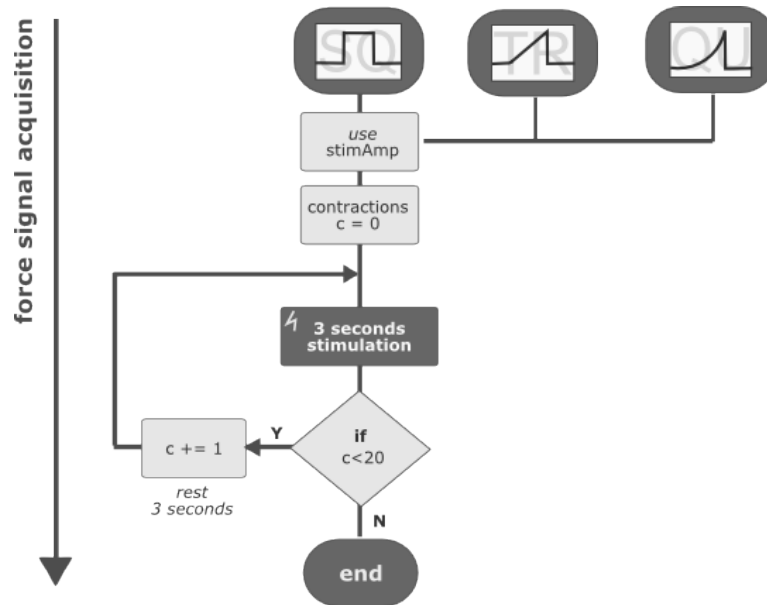 force signal acquisition
SQ
TR
QU
use
stimAmp
contractions
c = 0
3 seconds
stimulation
if
c<20
Y
c += 1
rest
3 seconds
N
end